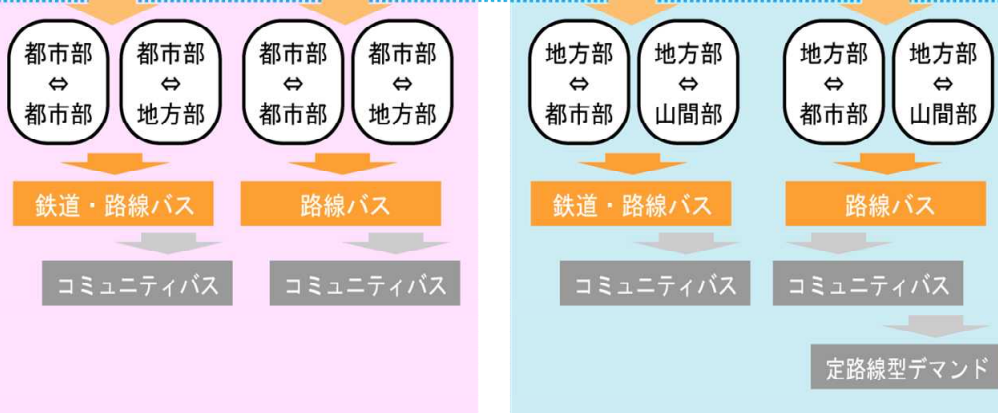 都市部
⇔
都市部
都市部
⇔
地方部
都市部
⇔
都市部
都市部
⇔
地方部
鉄道・路線バス
路線バス
コミュニティバス
コミュニティバス
地方部
⇔
都市部
地方部
⇔
山間部
地方部
⇔
都市部
地方部
⇔
山間部
鉄道・路線バス
路線バス
コミュニティバス
コミュニティバス
定路線型デマンド